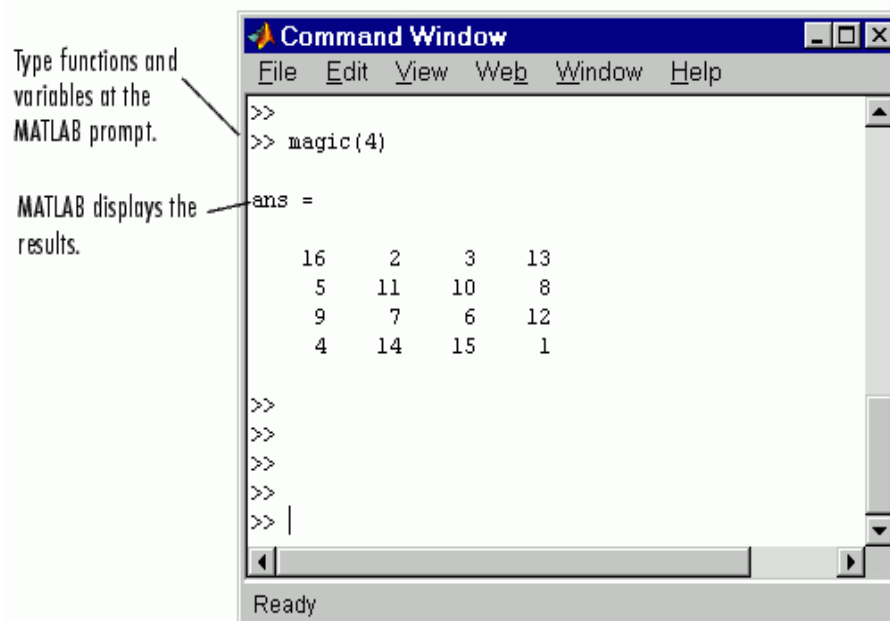 Command Window
File Edit View Web Window Help
Type functions and
variables at the
MATLAB prompt.
>>
>> magic(4)
MATLAB displays the
results.
ans =
16 2 3 13
5 11 10 8
9 7 6 12
4 14 15 1
>>
>>
>>
>>
>>
Ready